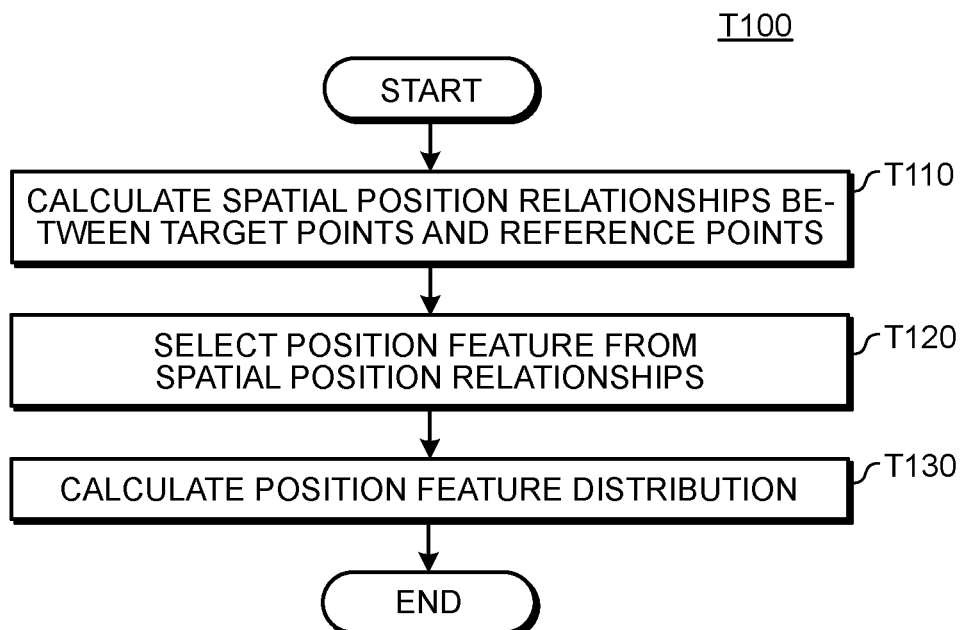 T100
START
CALCULATE SPATIAL POSITION RELATIONSHIPS BE-
TWEEN TARGET POINTS AND REFERENCE POINTS
T110
SELECT POSITION FEATURE FROM
SPATIAL POSITION RELATIONSHIPS
T120
CALCULATE POSITION FEATURE DISTRIBUTION
T130
END